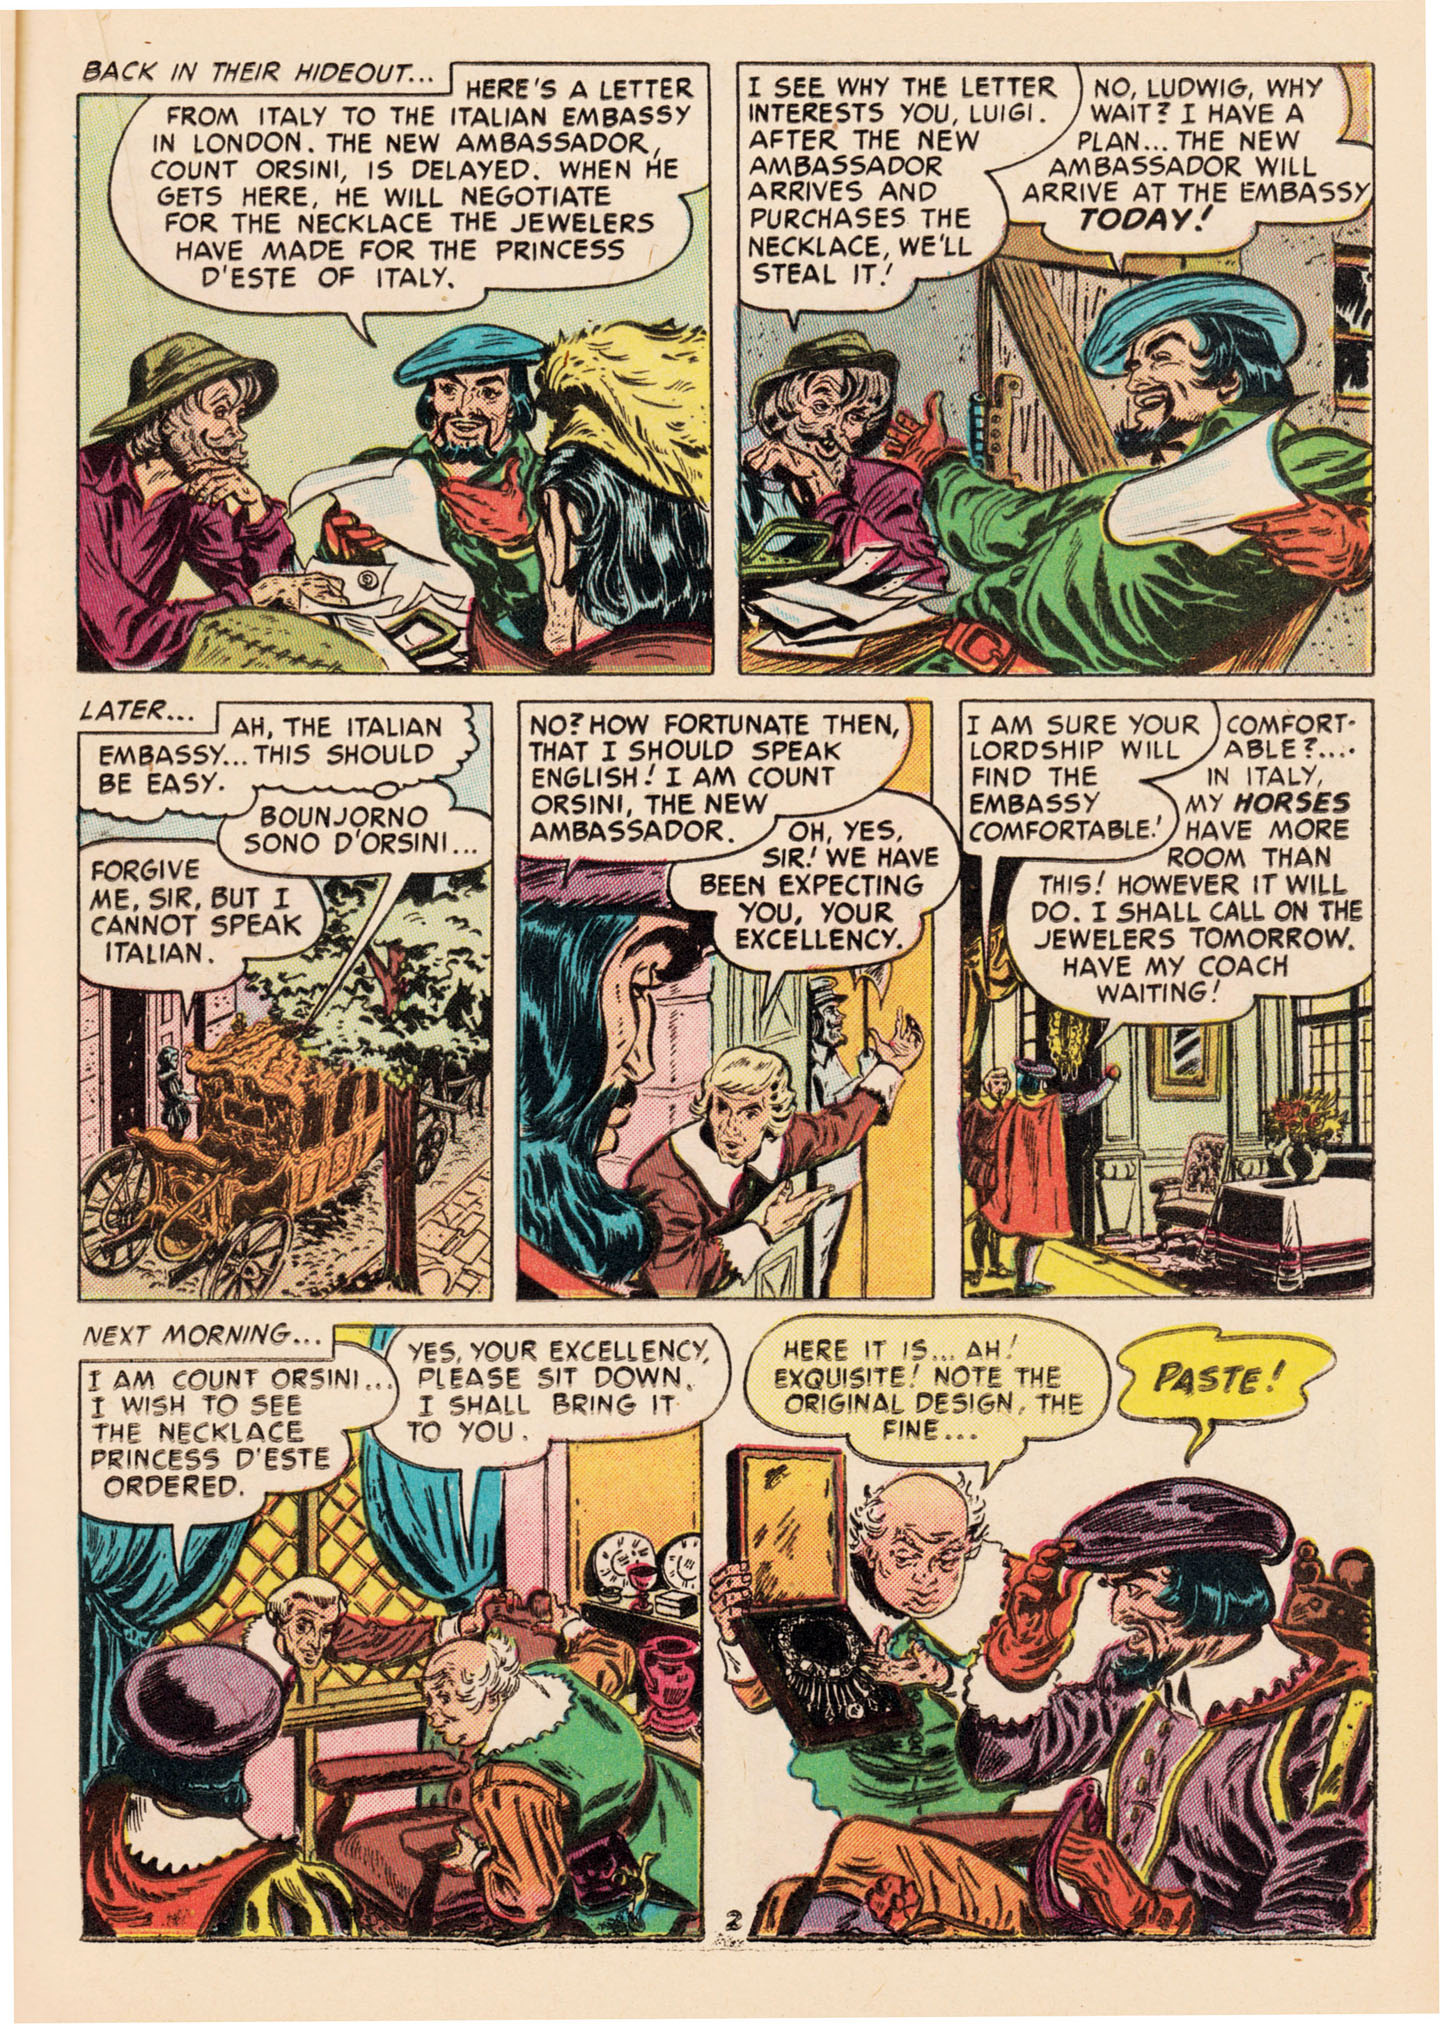 BACK IN THEIR HIDEOUT...
HERE'S A LETTER
FROM ITALY TO THE ITALIAN EMBASSY
IN LONDON. THE NEW AMBASSADOR,
COUNT ORSINI, IS DELAYED. WHEN HE
GETS HERE, HE WILL NEGOTIATE
FOR THE NECKLACE THE JEWELERS
HAVE MADE FOR THE PRINCESS
D'ESTE OF ITALY.
I SEE WHY THE LETTER
INTERESTS YOU, LUIGI.
AFTER THE NEW
AMBASSADOR
ARRIVES AND
PURCHASES THE
NECKLACE, WE'LL
STEAL IT!
NO, LUDWIG, WHY
WAIT? I HAVE A
PLAN... THE NEW
AMBASSADOR WILL
ARRIVE AT THE EMBASSY
TODAY!
LATER...
AH, THE ITALIAN
EMBASSY... THIS SHOULD
BE EASY.
BOUNJORNO
SONO D'ORSINI...
FORGIVE
ME, SIR, BUT I
CANNOT SPEAK
ITALIAN.
NO? HOW FORTUNATE THEN,
THAT I SHOULD SPEAK
ENGLISH! I AM COUNT
ORSINI, THE NEW
AMBASSADOR.
OH, YES,
SIR! WE HAVE
BEEN EXPECTING
YOU, YOUR
EXCELLENCY.
I AM SURE YOUR
LORDSHIP WILL
FIND THE
EMBASSY
COMFORTABLE!
COMFORT-
ABLE?....
IN ITALY,
MY HORSES
HAVE MORE
ROOM THAN
THIS! HOWEVER IT WILL
DO. I SHALL CALL ON THE
JEWELERS TOMORROW.
HAVE MY COACH
WAITING!
NEXT MORNING...
I AM COUNT ORSINI...
I WISH TO SEE
THE NECKLACE
PRINCESS D'ESTE
ORDERED.
YES, YOUR EXCELLENCY,
PLEASE SIT DOWN.
I SHALL BRING IT
TO YOU.
HERE IT IS... AH!
EXQUISITE! NOTE THE
ORIGINAL DESIGN, THE
FINE...
PASTE!
2